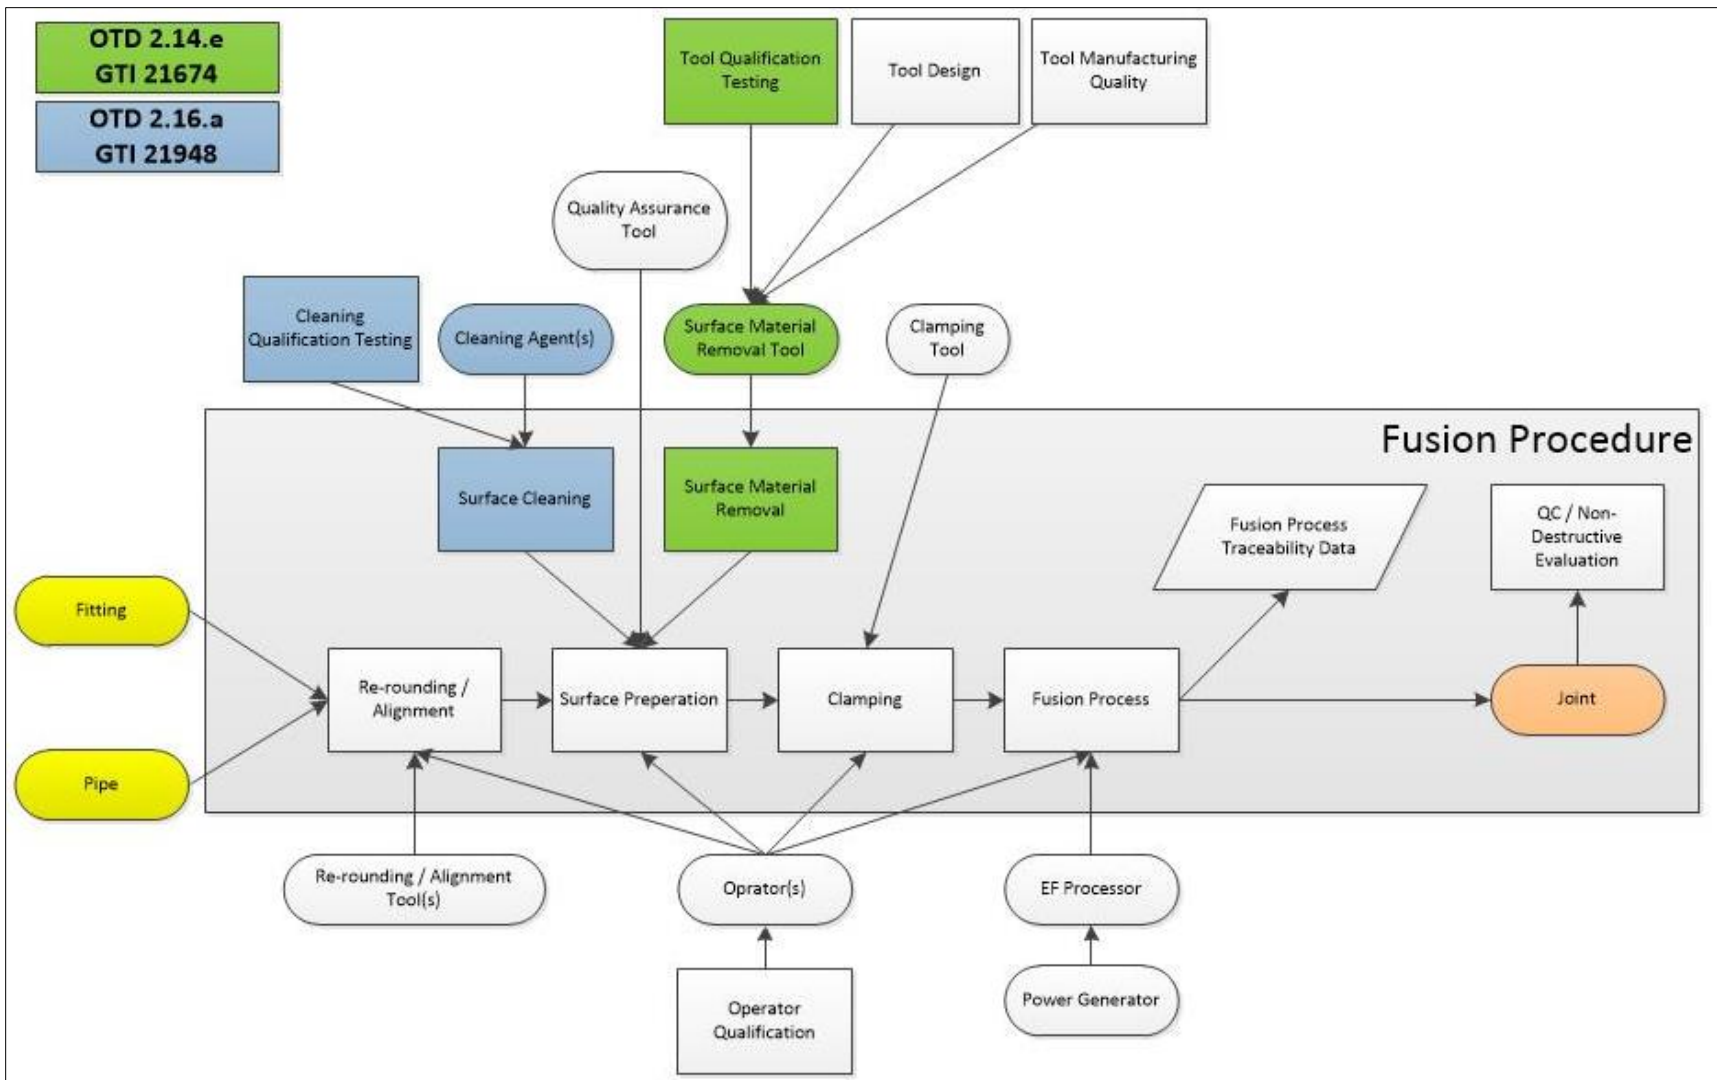 OTD 2.14.e
GTI 21674
OTD 2.16.a
GTI 21948
Tool Qualification
Testing
Tool Design
Tool Manufacturing
Quality
Quality Assurance
Tool
Cleaning
Qualification Testing
Cleaning Agent(s)
Surface Material
Removal Tool
Clamping
Tool
Fusion Procedure
Surface Cleaning
Surface Material
Removal
Fusion Process
Traceability Data
QC / Non-
Destructive
Evaluation
Fitting
Re-rounding /
Alignment
Surface Preperation
Clamping
Fusion Process
Joint
Pipe
Re-rounding / Alignment
Tool(s)
Oprator(s)
EF Processor
Operator
Qualification
Power Generator